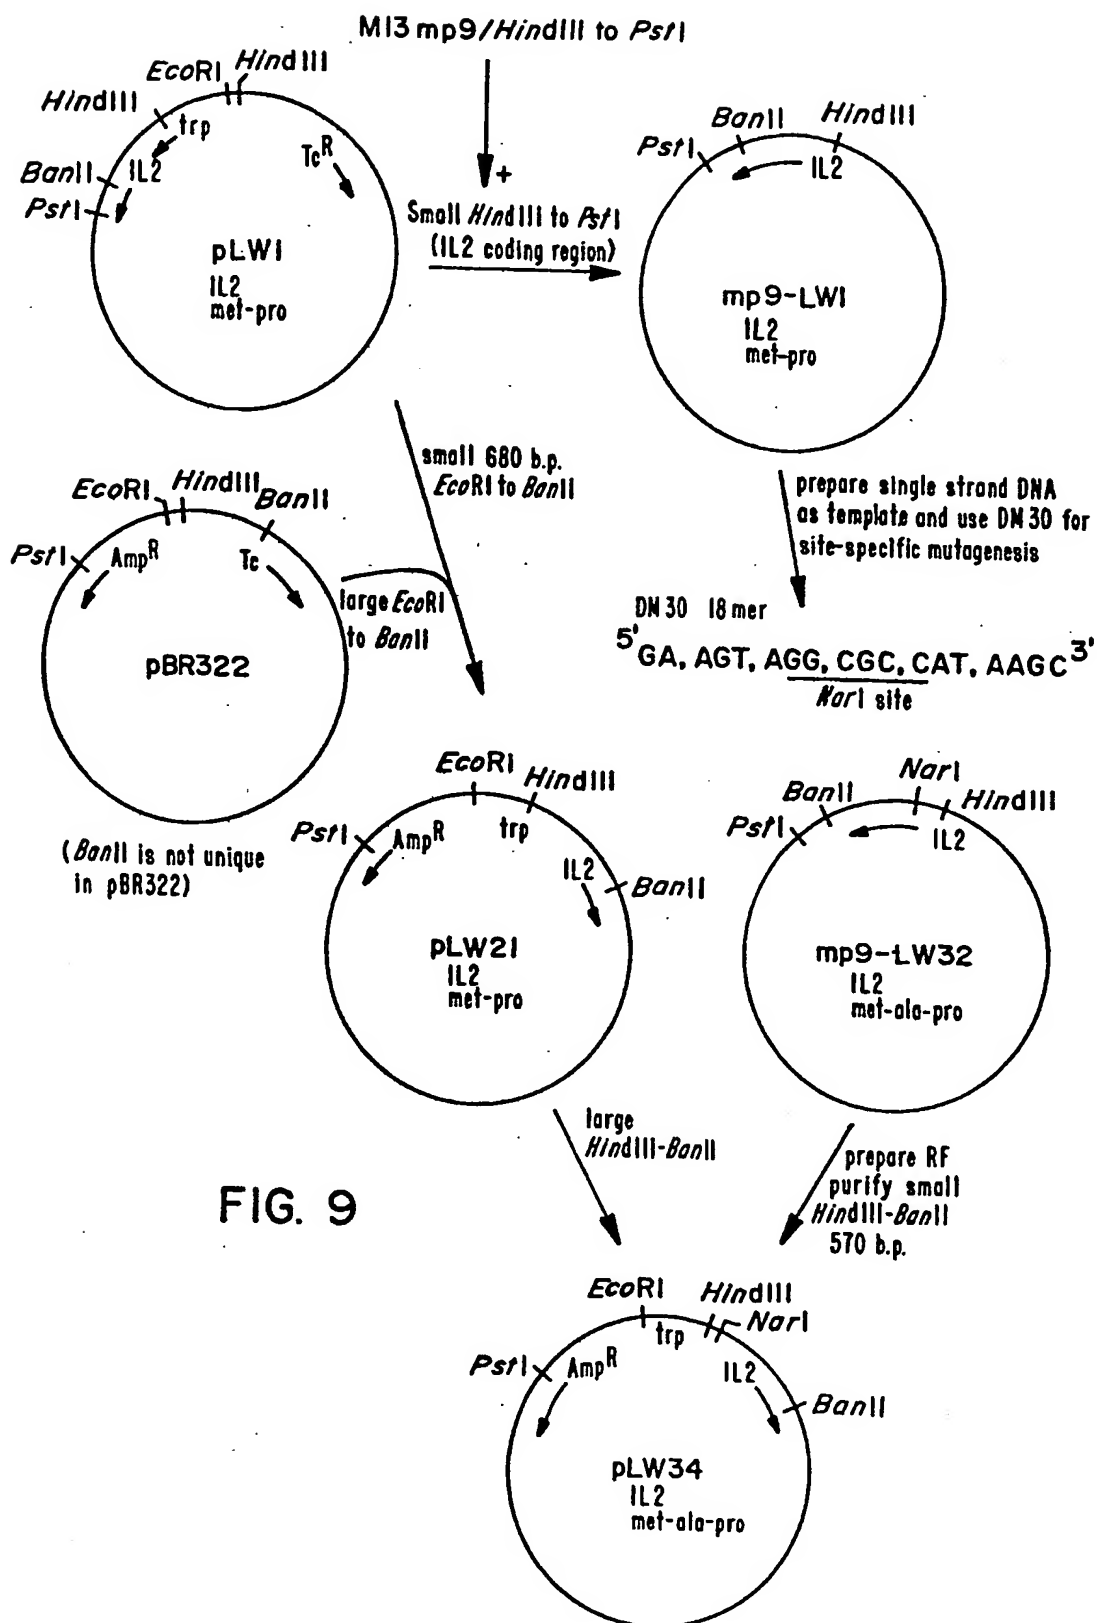 M13 mp9/HindIII to PstI
EcoRI
HindIII
HindIII
trp
TcR
BanII
IL2
PstI
pLW1
IL2
met-pro
+
Small HindIII to PstI
(IL2 coding region)
BanII
HindIII
PstI
IL2
mp9-LW1
IL2
met-pro
small 680 b.p.
EcoRI to BanII
prepare single strand DNA
as template and use DM30 for
site-specific mutagenesis
EcoRI
HindIII
BanII
PstI
AmpR
Tc
pBR322
large EcoRI
to BanII
(BanII is not unique
in pBR322)
DM30 18mer
5' GA, AGT, AGG, CGC, CAT, AAGC 3'
NarI site
EcoRI
HindIII
PstI
AmpR
trp
IL2
BanII
pLW21
IL2
met-pro
NarI
BanII
HindIII
PstI
IL2
mp9-LW32
IL2
met-ala-pro
large
HindIII-BanII
prepare RF
purify small
HindIII-BanII
570 b.p.
FIG. 9
EcoRI
HindIII
NarI
trp
PstI
AmpR
IL2
BanII
pLW34
IL2
met-ala-pro